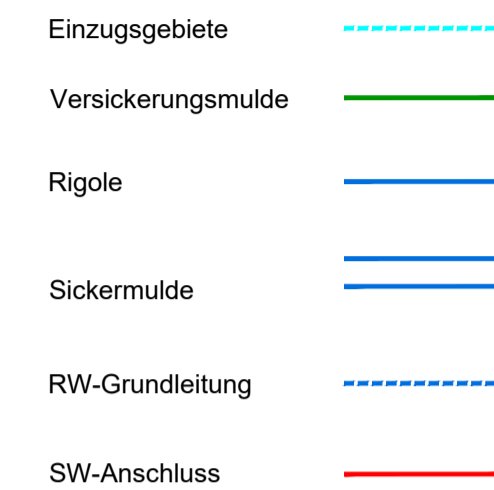 Einzugsgebiete
Versickerungsmulde
Rigole
Sickermulde
RW-Grundleitung
SW-Anschluss